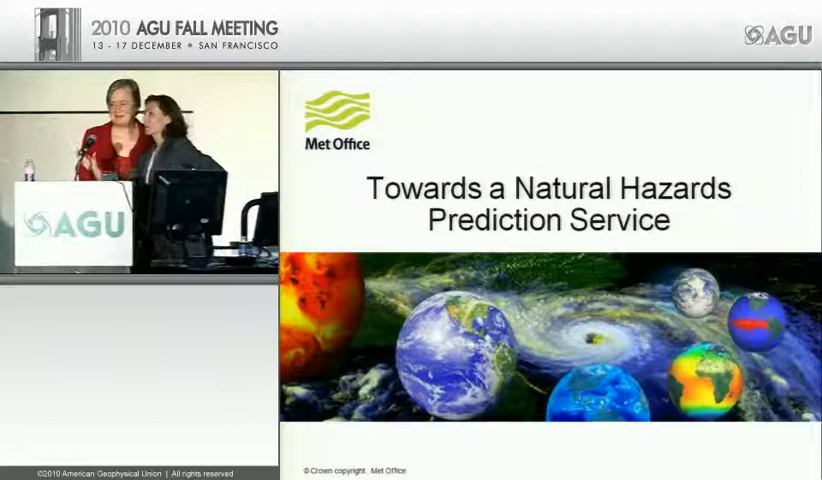 2010 AGU FALL MEETING
13 - 17 DECEMBER • SAN FRANCISCO
AGU
AGU
Met Office
Towards a Natural Hazards
Prediction Service
© Crown copyright Met Office
©2010 American Geophysical Union | All rights reserved